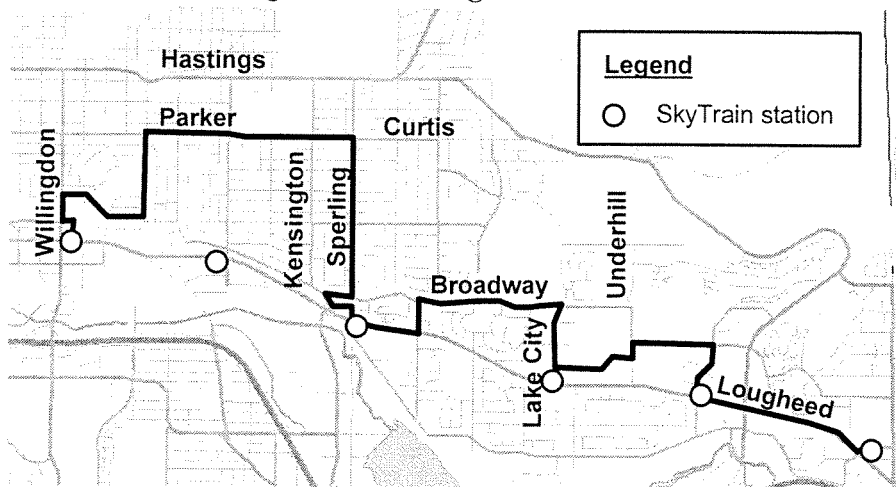 Hastings
Legend
SkyTrain station
Parker
Curtis
Willingdon
Kensington
Sperling
Underhill
Broadway
Lake City
Lougheed